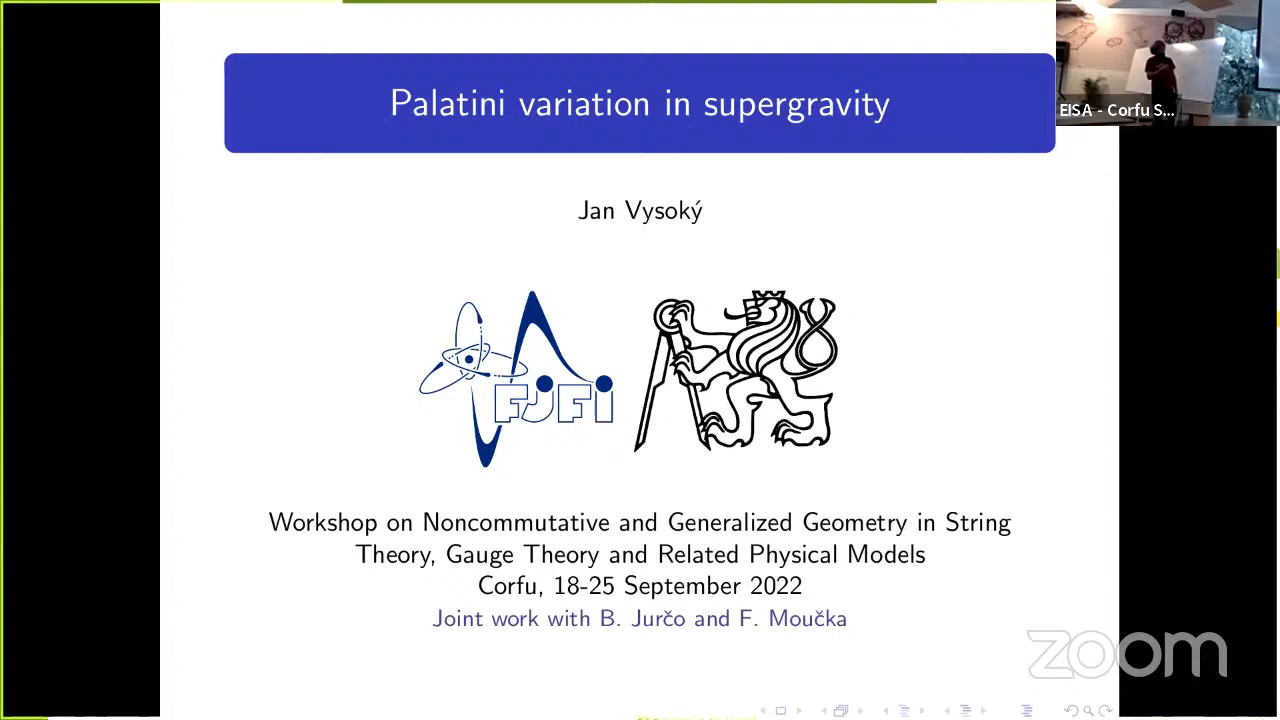 Palatini variation in supergravity
EISA - Corfu S...
Jan Vysoký
FJFI
Workshop on Noncommutative and Generalized Geometry in String
Theory, Gauge Theory and Related Physical Models
Corfu, 18-25 September 2022
Joint work with B. Jurčo and F. Moučka
zoom